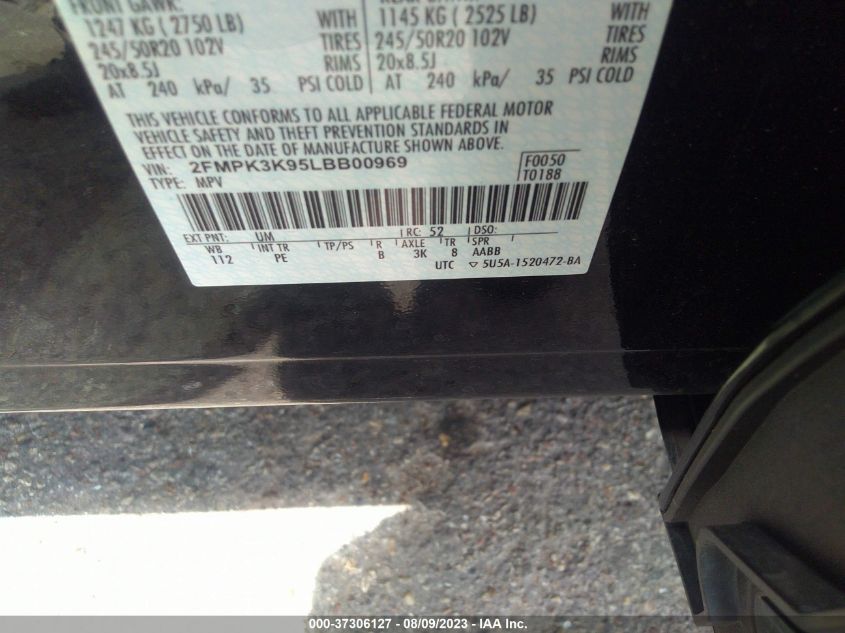 FRONT GAWR:
1247 KG ( 2750 LB) WITH
245/50R20 102V TIRES
20x8.5J RIMS
AT 240 kPa/ 35 PSI COLD
1145 KG ( 2525 LB) WITH
245/50R20 102V TIRES
20x8.5J RIMS
AT 240 kPa/ 35 PSI COLD
THIS VEHICLE CONFORMS TO ALL APPLICABLE FEDERAL MOTOR
VEHICLE SAFETY AND THEFT PREVENTION STANDARDS IN
EFFECT ON THE DATE OF MANUFACTURE SHOWN ABOVE.
VIN: 2FMPK3K95LBB00969
TYPE: MPV
F0050
T0188
EXT PNT: UM RC: 52 DSO:
WB INT TR TP/PS R AXLE TR SPR
112 PE B 3K 8 AABB
UTC ▽ 5U5A-1520472-BA
000-37306127 - 08/09/2023 - IAA Inc.